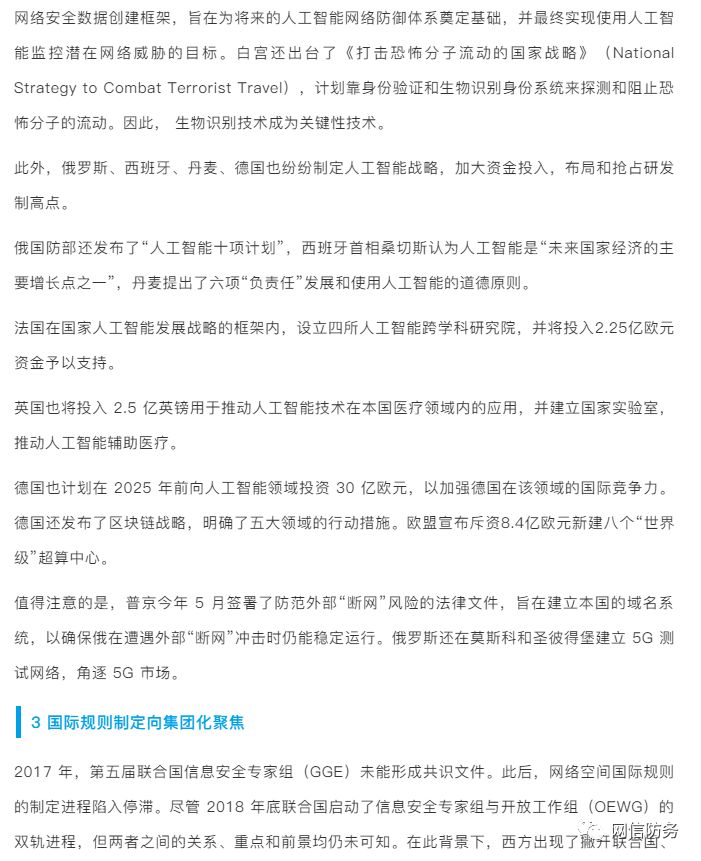 网络安全数据创建框架，旨在为将来的人工智能网络防御体系奠定基础，并最终实现使用人工智
能监控潜在网络威胁的目标。白宫还出台了《打击恐怖分子流动的国家战略》（National
Strategy to Combat Terrorist Travel），计划靠身份验证和生物识别身份系统来探测和阻止恐
怖分子的流动。因此， 生物识别技术成为关键性技术。
此外，俄罗斯、西班牙、丹麦、德国也纷纷制定人工智能战略，加大资金投入，布局和抢占研发
制高点。
俄国防部还发布了“人工智能十项计划”，西班牙首相桑切斯认为人工智能是“未来国家经济的主
要增长点之一”，丹麦提出了六项“负责任”发展和使用人工智能的道德原则。
法国在国家人工智能发展战略的框架内，设立四所人工智能跨学科研究院，并将投入2.25亿欧元
资金予以支持。
英国也将投入 2.5 亿英镑用于推动人工智能技术在本国医疗领域内的应用，并建立国家实验室，
推动人工智能辅助医疗。
德国也计划在 2025 年前向人工智能领域投资 30 亿欧元，以加强德国在该领域的国际竞争力。
德国还发布了区块链战略，明确了五大领域的行动措施。欧盟宣布斥资8.4亿欧元新建八个“世界
级”超算中心。
值得注意的是，普京今年 5 月签署了防范外部“断网”风险的法律文件，旨在建立本国的域名系
统，以确保俄在遭遇外部“断网”冲击时仍能稳定运行。俄罗斯还在莫斯科和圣彼得堡建立 5G 测
试网络，角逐 5G 市场。
3 国际规则制定向集团化聚焦
2017 年，第五届联合国信息安全专家组（GGE）未能形成共识文件。此后，网络空间国际规则
的制定进程陷入停滞。尽管 2018 年底联合国启动了信息安全专家组与开放工作组（OEWG）的
双轨进程，但两者之间的关系、重点和前景均仍未可知。在此背景下，西方出现了撇开联合国、
网信防务